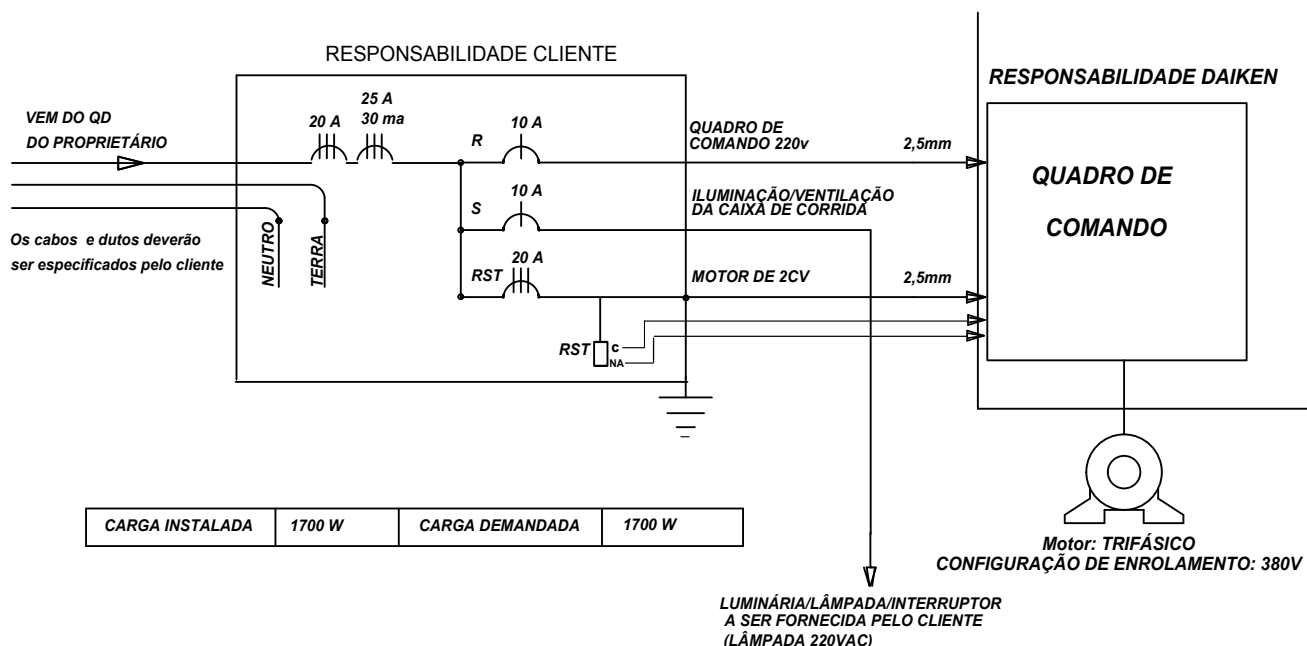 RESPONSABILIDADE CLIENTE
RESPONSABILIDADE DAIKEN
VEM DO QD
DO PROPRIETÁRIO
20 A
25 A
30 ma
R
10 A
QUADRO DE
COMANDO 220v
2,5mm
QUADRO DE
COMANDO
S
10 A
ILUMINAÇÃO/VENTILAÇÃO
DA CAIXA DE CORRIDA
Os cabos e dutos deverão
ser especificados pelo cliente
NEUTRO
TERRA
RST
20 A
MOTOR DE 2CV
2,5mm
RST
C
NA
CARGA INSTALADA 1700 W CARGA DEMANDADA 1700 W
Motor: TRIFÁSICO
CONFIGURAÇÃO DE ENROLAMENTO: 380V
LUMINÁRIA/LÂMPADA/INTERRUPTOR
A SER FORNECIDA PELO CLIENTE
(LÂMPADA 220VAC)